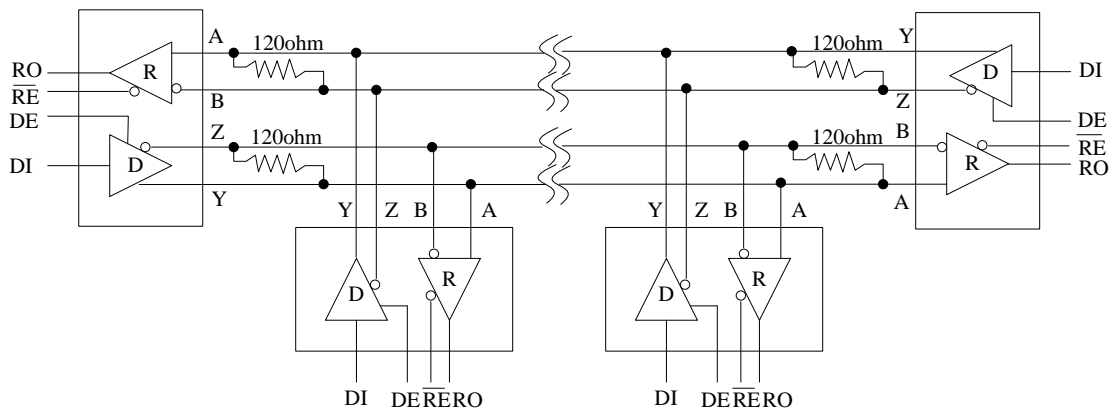 A 120ohm 120ohm Y
RO R D DI
RE B Z
DE Z 120ohm 120ohm B DE
RE
DI D R RO
Y A
Y Z B A Y Z B A
D R D R
DI DE RE RO DI DE RE RO